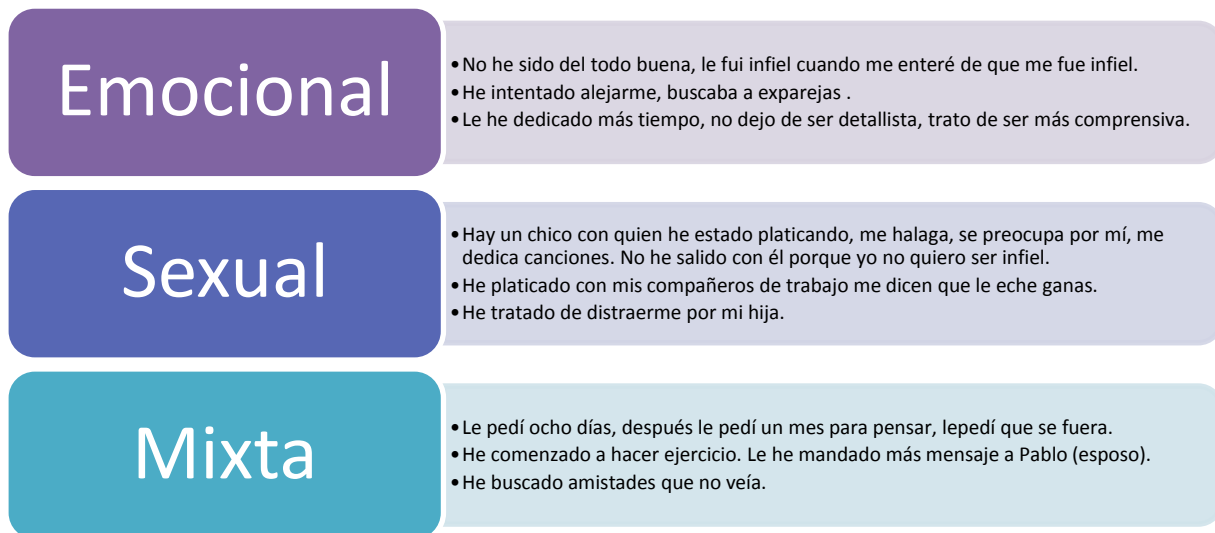 Emocional
•No he sido del todo buena, le fui infiel cuando me enteré de que me fue infiel.
•He intentado alejarme, buscaba a exparejas .
•Le he dedicado más tiempo, no dejo de ser detallista, trato de ser más comprensiva.
Sexual
•Hay un chico con quien he estado platicando, me halaga, se preocupa por mí, me
dedica canciones. No he salido con él porque yo no quiero ser infiel.
•He platicado con mis compañeros de trabajo me dicen que le eche ganas.
•He tratado de distraerme por mi hija.
Mixta
•Le pedí ocho días, después le pedí un mes para pensar, lepedí que se fuera.
•He comenzado a hacer ejercicio. Le he mandado más mensaje a Pablo (esposo).
•He buscado amistades que no veía.